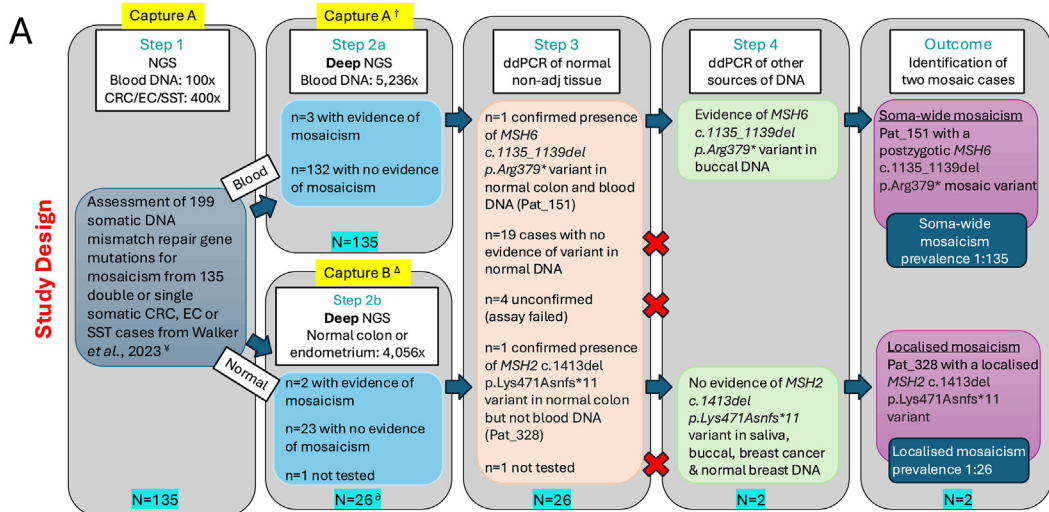 A
Study Design
Capture A
Step 1
NGS
Blood DNA: 100x
CRC/EC/SST: 400x
Assessment of 199
somatic DNA
mismatch repair gene
mutations for
mosaicism from 135
double or single
somatic CRC, EC or
SST cases from Walker
et al., 2023 ¥
N=135
Blood
Normal
Capture A †
Step 2a
Deep NGS
Blood DNA: 5,236x
n=3 with evidence of
mosaicism
n=132 with no evidence
of mosaicism
N=135
Capture B Δ
Step 2b
Deep NGS
Normal colon or
endometrium: 4,056x
n=2 with evidence of
mosaicism
n=23 with no evidence
of mosaicism
n=1 not tested
N=26 ∂
Step 3
ddPCR of normal
non-adj tissue
n=1 confirmed presence
of MSH6
c.1135_1139del
p.Arg379* variant in
normal colon and blood
DNA (Pat_151)
n=19 cases with no
evidence of variant in
normal DNA
n=4 unconfirmed
(assay failed)
n=1 confirmed presence
of MSH2 c.1413del
p.Lys471Asnfs*11
variant in normal colon
but not blood DNA
(Pat_328)
n=1 not tested
N=26
Step 4
ddPCR of other
sources of DNA
Evidence of MSH6
c.1135_1139del
p.Arg379* variant in
buccal DNA
No evidence of MSH2
c.1413del
p.Lys471Asnfs*11
variant in saliva,
buccal, breast cancer
& normal breast DNA
N=2
Outcome
Identification of
two mosaic cases
Soma-wide mosaicism
Pat_151 with a
postzygotic MSH6
c.1135_1139del
p.Arg379* mosaic variant
Soma-wide
mosaicism
prevalence 1:135
Localised mosaicism
Pat_328 with a localised
MSH2 c.1413del
p.Lys471Asnfs*11
variant
Localised mosaicism
prevalence 1:26
N=2